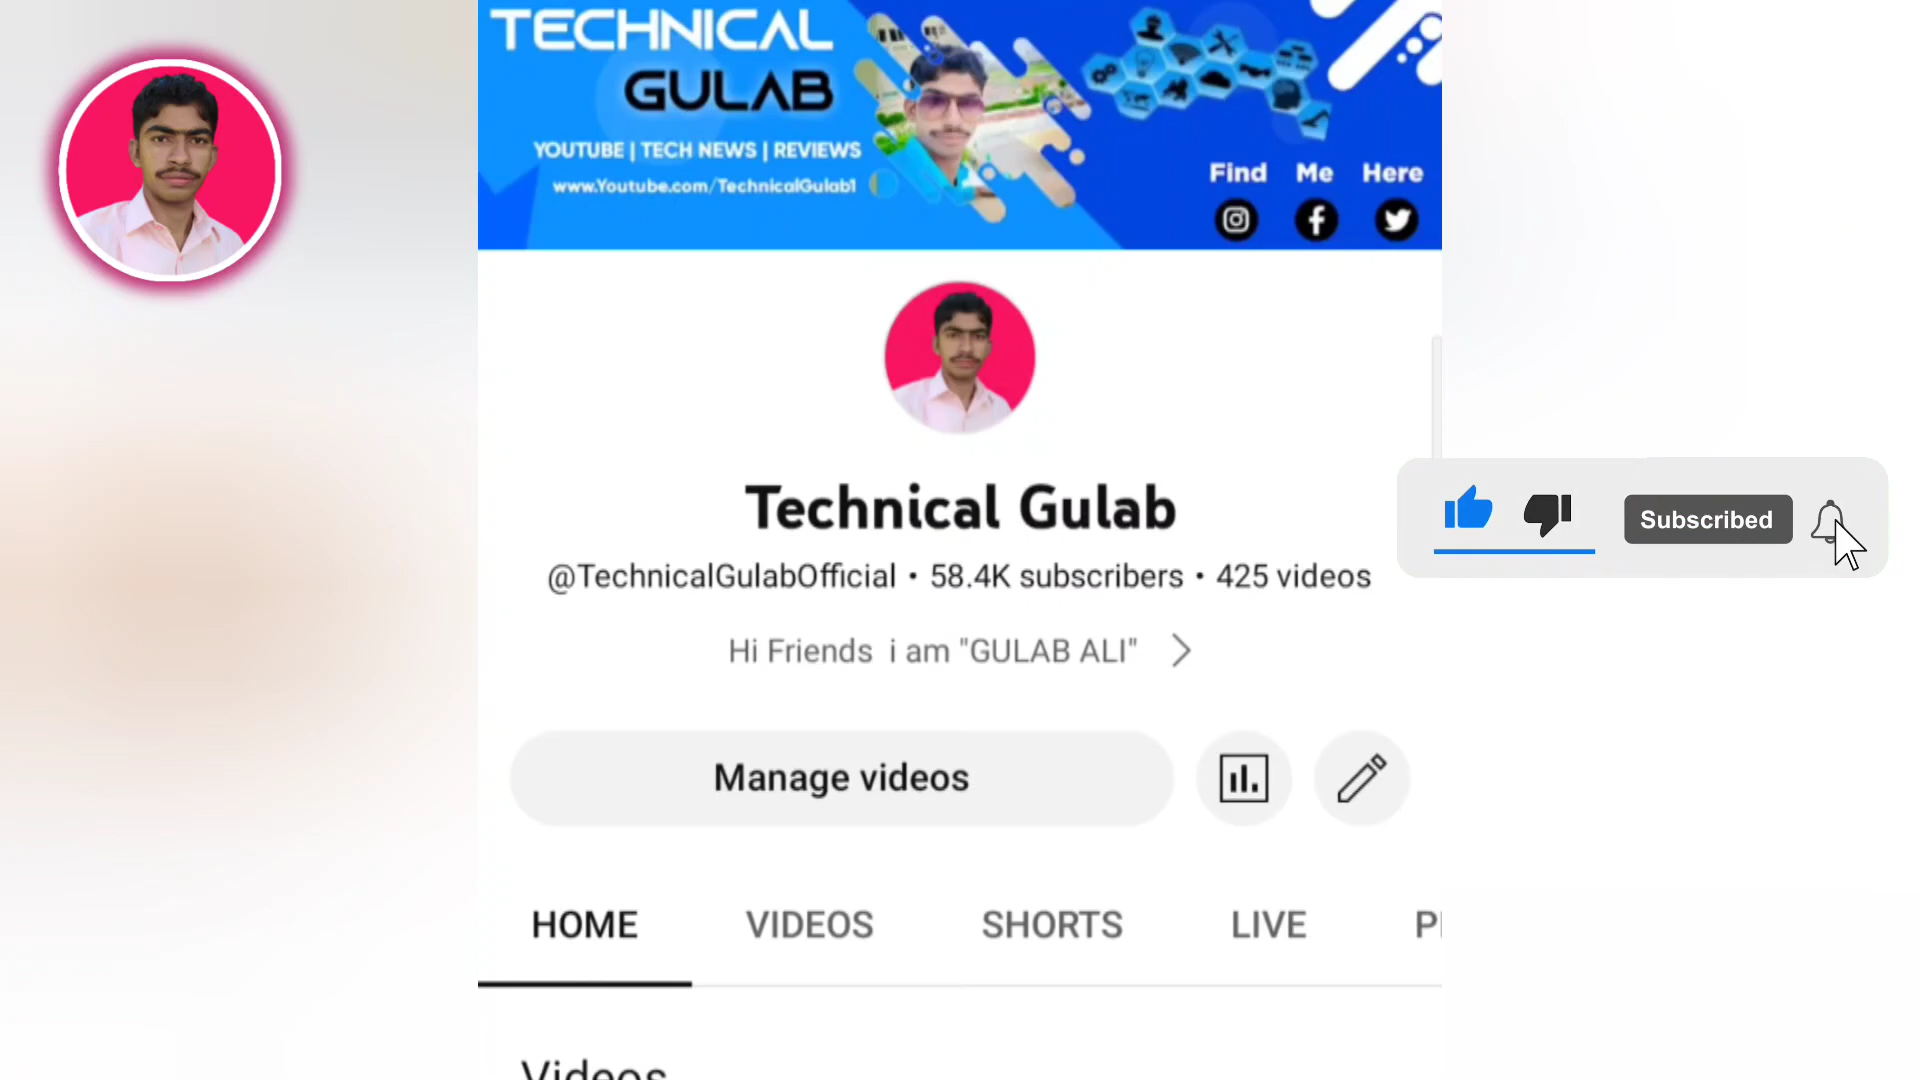 TECHNICAL
GULAB
YOUTUBE | TECH NEWS | REVIEWS
www.Youtube.com/TechnicalGulab1
Find Me Here
Technical Gulab
@TechnicalGulabOfficial • 58.4K subscribers • 425 videos
Hi Friends i am "GULAB ALI"
Subscribed
Manage videos
HOME VIDEOS SHORTS LIVE
Videos